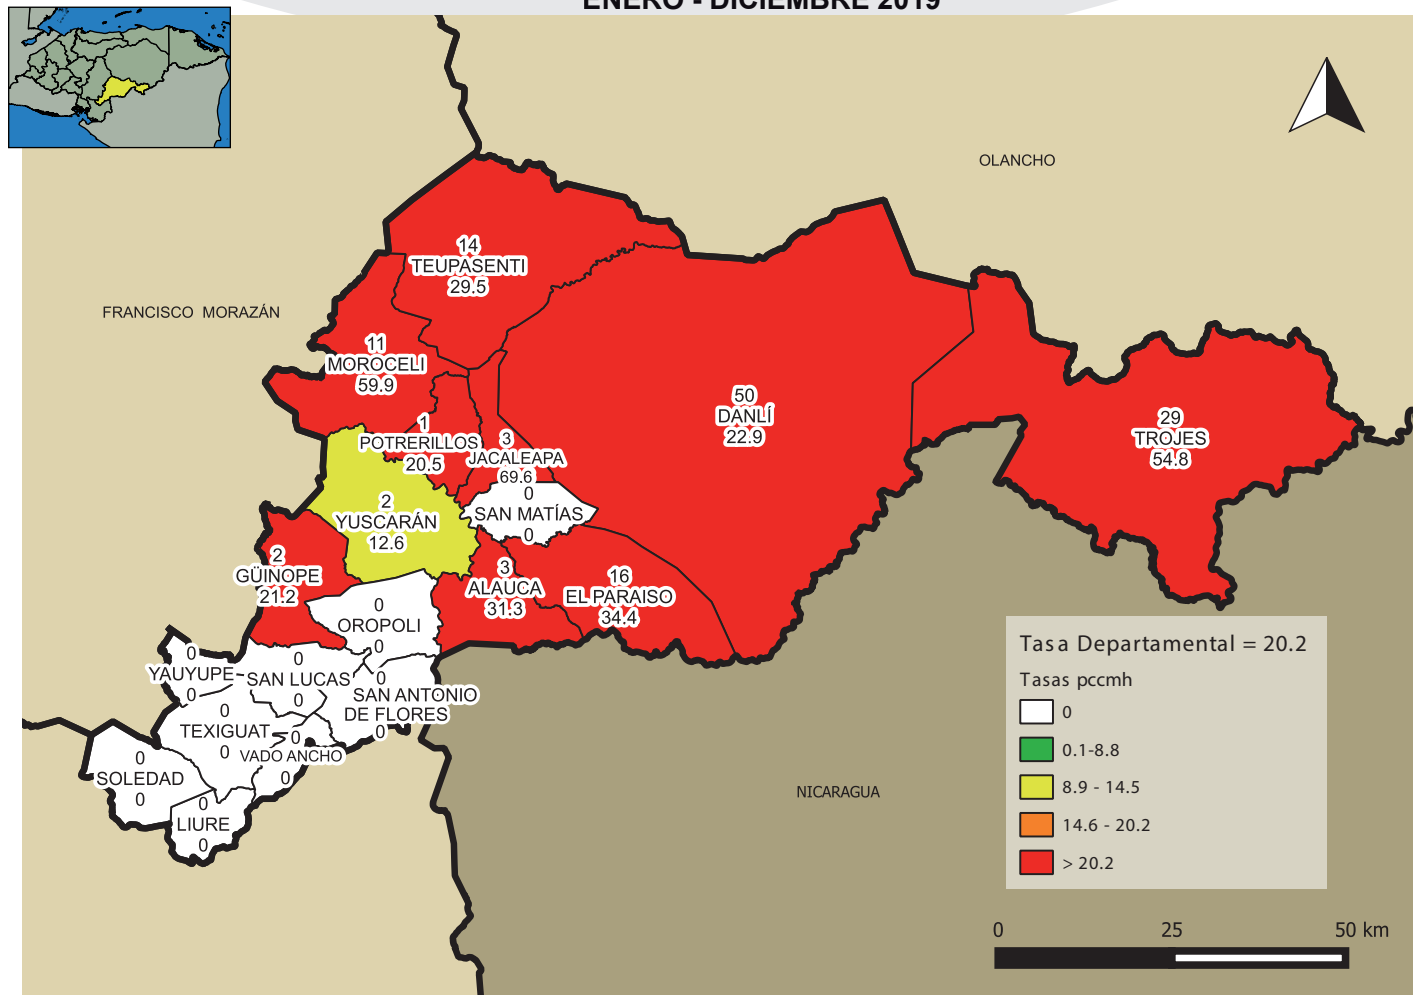 ENERO - DICIEMBRE 2019
OLANCHO
FRANCISCO MORAZÁN
14
TEUPASENTI
29.5
11
MOROCELI
59.9
50
DANLÍ
22.9
29
TROJES
54.8
1
POTRERILLOS
20.5
3
JACALEAPA
69.6
0
SAN MATÍAS
0
2
YUSCARÁN
12.6
2
GÜINOPE
21.2
3
ALAUCA
31.3
16
EL PARAISO
34.4
0
OROPOLI
0
0
YAUYUPE
0
0
SAN LUCAS
0
0
SAN ANTONIO
DE FLORES
0
0
TEXIGUAT
0
0
VADO ANCHO
0
0
SOLEDAD
0
0
LIURE
0
NICARAGUA
Tasa Departamental = 20.2
Tasas pccmh
0
0.1-8.8
8.9 - 14.5
14.6 - 20.2
> 20.2
0 25 50 km